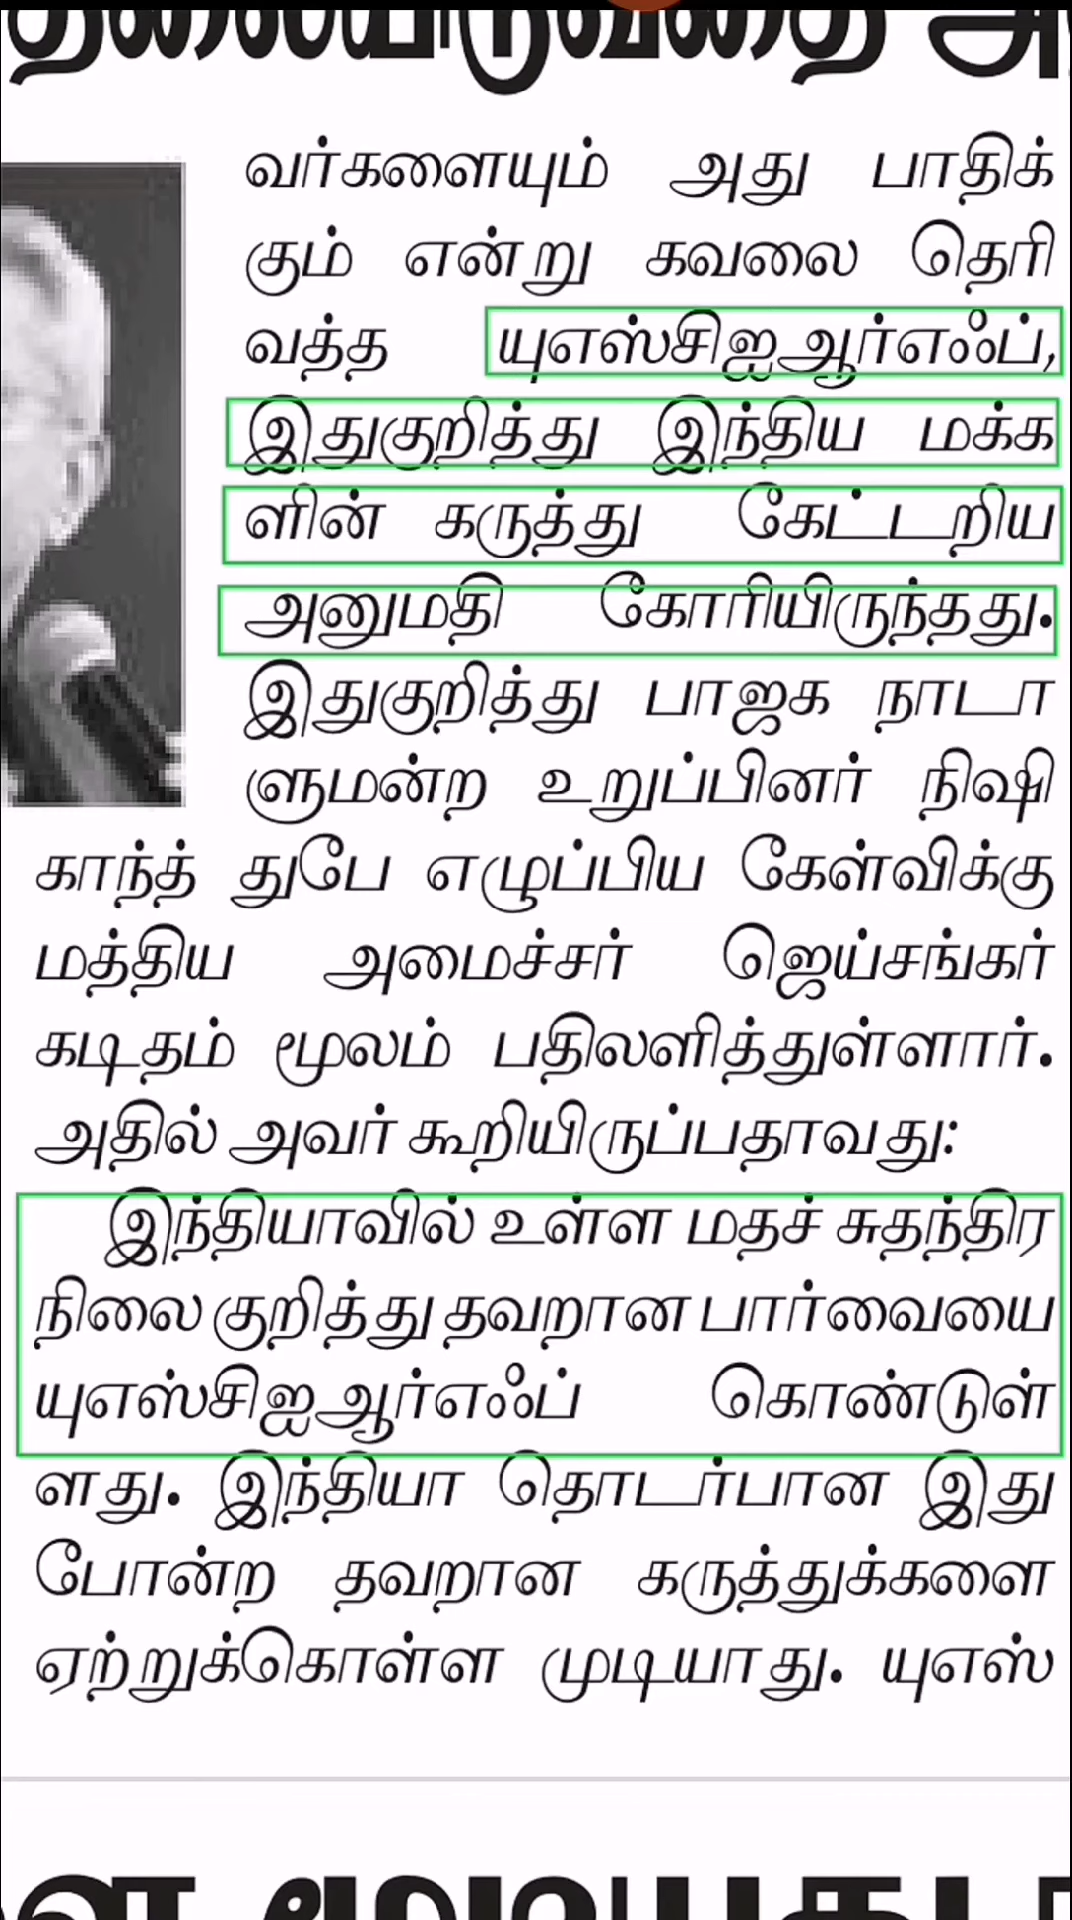 வர்களையும் அது பாதிக்
கும் என்று கவலை தெரி
வத்த யுஎஸ்சிஐஆர்எஃப்,
இதுகுறித்து இந்திய மக்க
ளின் கருத்து கேட்டறிய
அனுமதி கோரியிருந்தது.
இதுகுறித்து பாஜக நாடா
ளுமன்ற உறுப்பினர் நிஷி
காந்த் துபே எழுப்பிய கேள்விக்கு
மத்திய அமைச்சர் ஜெய்சங்கர்
கடிதம் மூலம் பதிலளித்துள்ளார்.
அதில் அவர் கூறியிருப்பதாவது:
இந்தியாவில் உள்ள மதச் சுதந்திர
நிலை குறித்து தவறான பார்வையை
யுஎஸ்சிஐஆர்எஃப் கொண்டுள்
ளது. இந்தியா தொடர்பான இது
போன்ற தவறான கருத்துக்களை
ஏற்றுக்கொள்ள முடியாது. யுஎஸ்